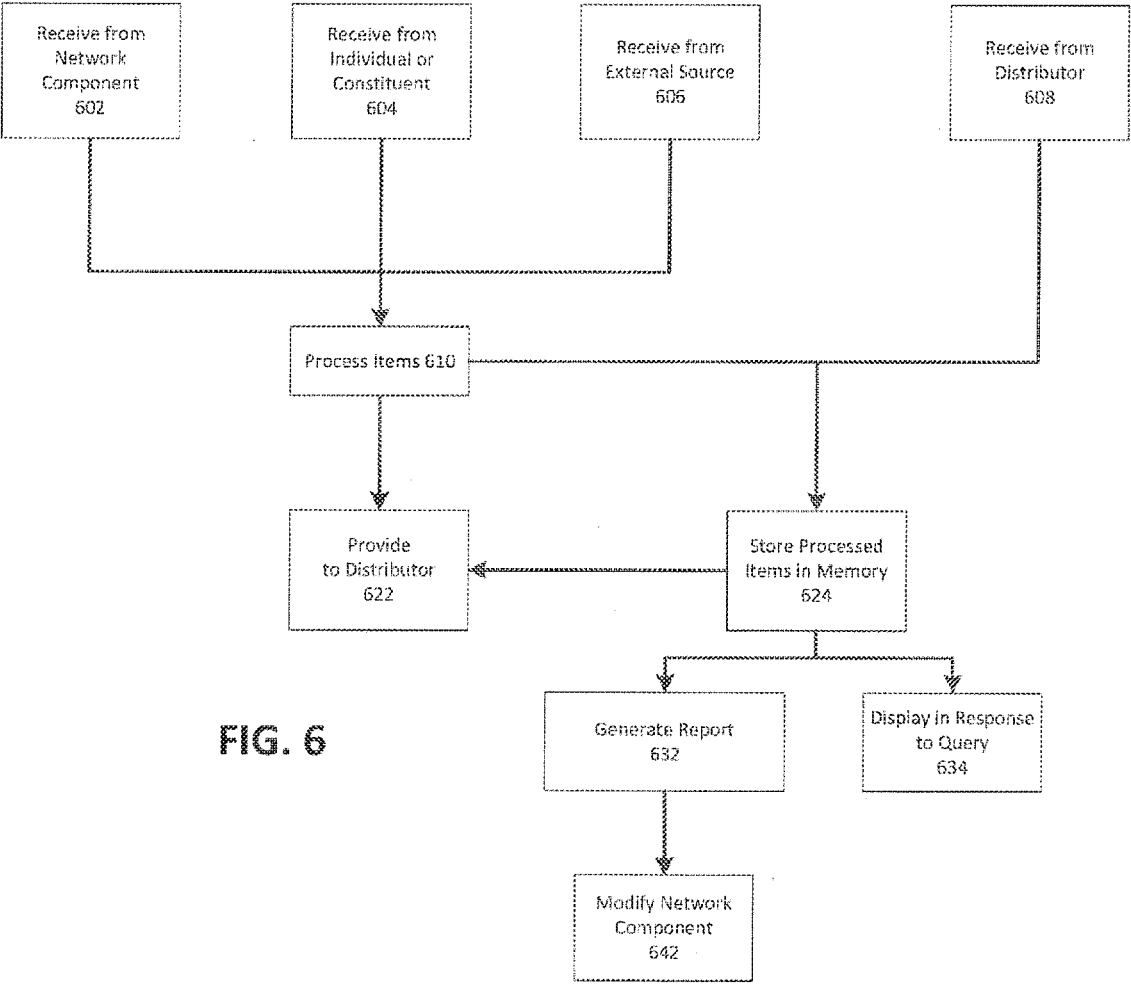 Receive from
Network
Component
602
Receive from
Individual or
Constituent
604
Receive from
External Source
606
Receive from
Distributor
608
Process Items 610
Provide
to Distributor
622
Store Processed
Items in Memory
624
Generate Report
632
Display in Response
to Query
634
FIG. 6
Modify Network
Component
642